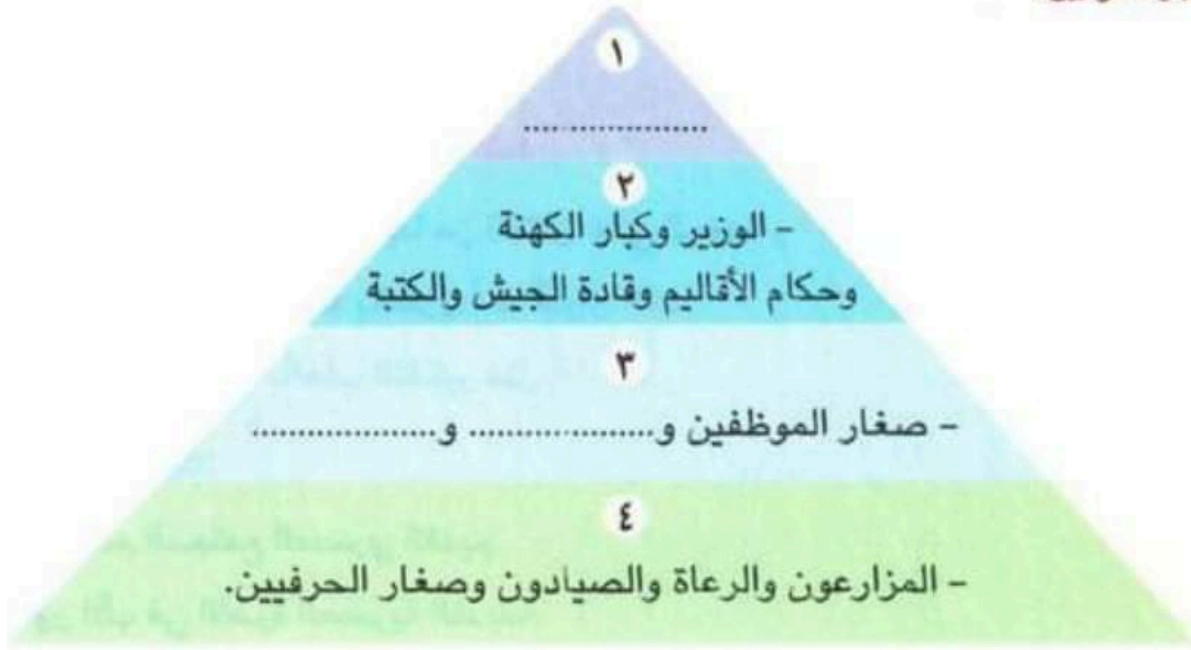 ١
....................
٢
- الوزير وكبار الكهنة
وحكام الأقاليم وقادة الجيش والكتبة
٣
- صغار الموظفين و.................... و....................
٤
- المزارعون والرعاة والصيادون وصغار الحرفيين.